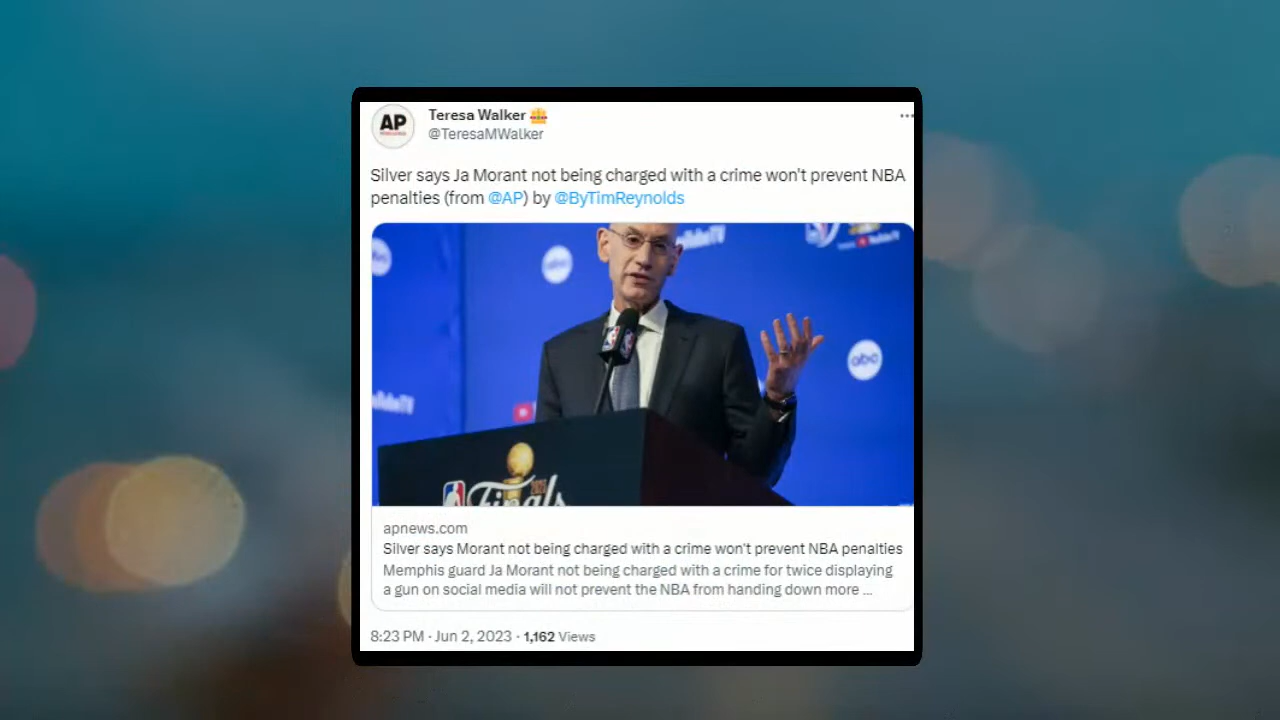 AP
Teresa Walker
@TeresaMWalker
Silver says Ja Morant not being charged with a crime won't prevent NBA
penalties (from @AP) by @ByTimReynolds
YouTubeTV
abc
Finals
apnews.com
Silver says Morant not being charged with a crime won't prevent NBA penalties
Memphis guard Ja Morant not being charged with a crime for twice displaying
a gun on social media will not prevent the NBA from handing down more ...
8:23 PM · Jun 2, 2023 · 1,162 Views